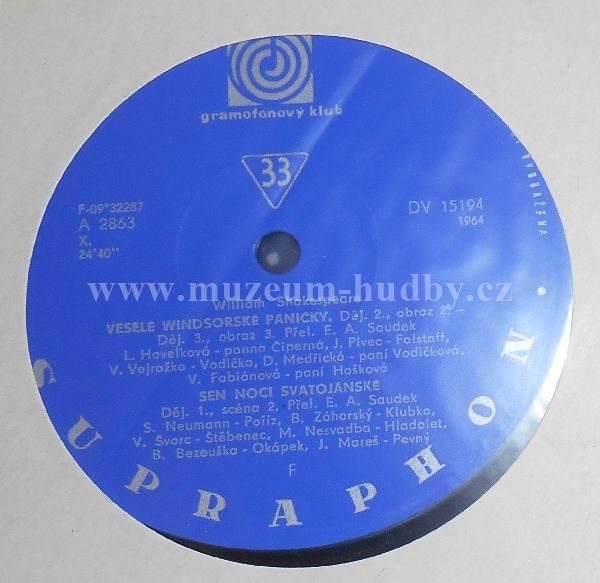 gramofonový klub
33
F-09*32287
A 2863
X.
24'40"
DV 15194
1964
www.muzeum-hudby.cz
William Shakespeare
VESELÉ WINDSORSKÉ PANIČKY. Děj. 2., obraz 2. –
Děj. 3., obraz 3. Přel. E. A. Saudek
L. Havelková - panna Čiperná, J. Pivec - Falstaff,
V. Vejražka - Vodička, D. Medřická - paní Vodičková,
V. Fabiánová - paní Hošková
SEN NOCI SVATOJÁNSKÉ
Děj. 1., scéna 2. Přel. E. A. Saudek
S. Neumann - Poříz, B. Záhorský - Klubko,
V. Švorc - Štěbenec, M. Nesvadba - Hladolet,
B. Bezouška - Okápek, J. Mareš - Pevný
F
SUPRAPHON